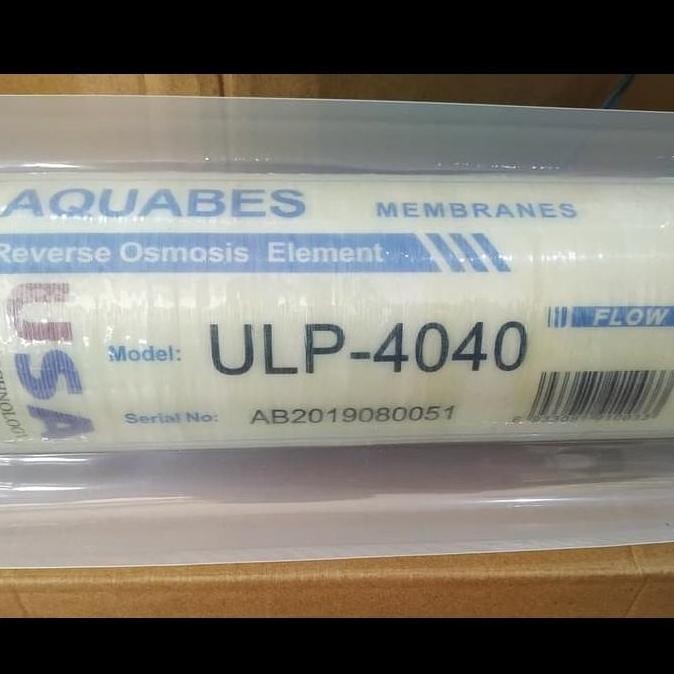 AQUABES MEMBRANES
Reverse Osmosis Element
USA
FLOW
Model: ULP-4040
Serial No: AB2019080051